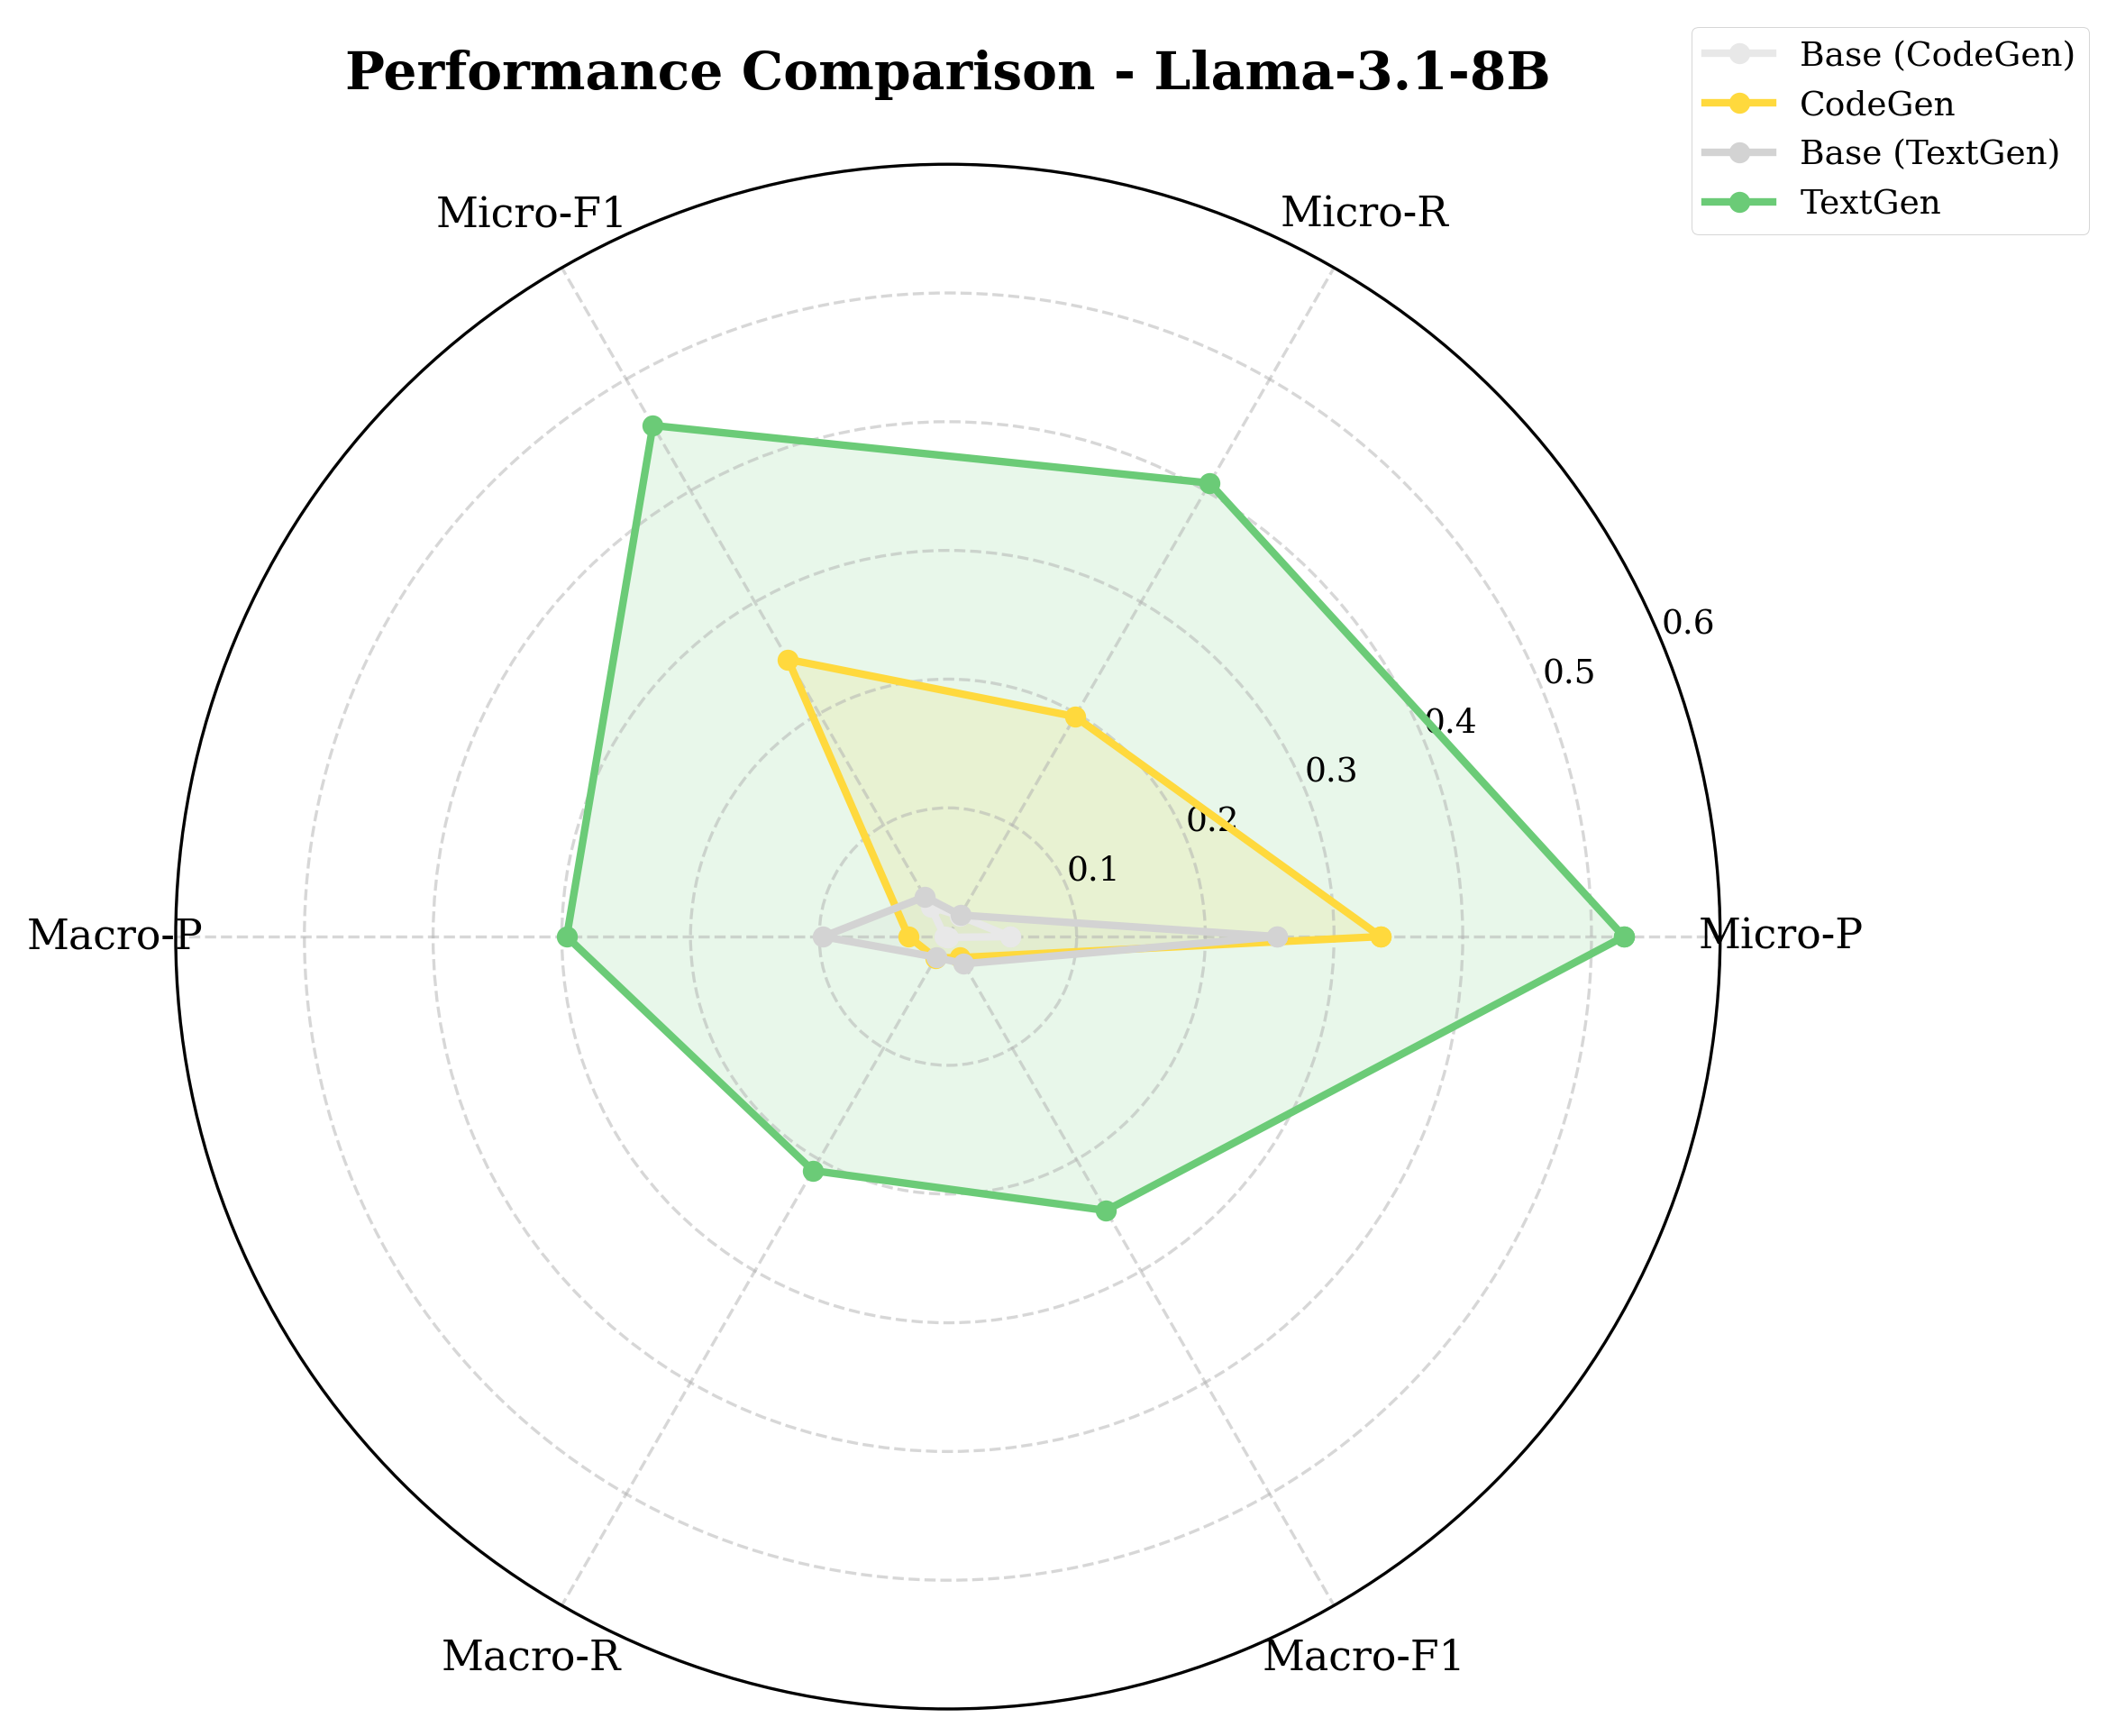 Performance Comparison - Llama-3.1-8B
Base (CodeGen)
CodeGen
Base (TextGen)
TextGen
Micro-F1
Micro-R
0.6
0.5
0.4
0.3
0.2
0.1
Macro-P
Micro-P
Macro-R
Macro-F1